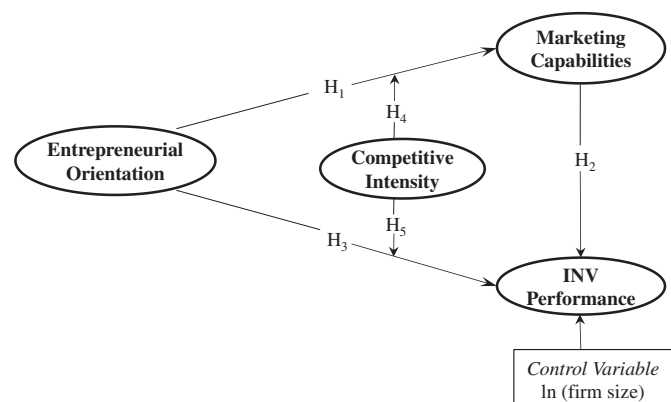 Marketing
Capabilities
H₁
H₄
Entrepreneurial
Orientation
Competitive
Intensity
H₂
H₅
H₃
INV
Performance
Control Variable
ln (firm size)